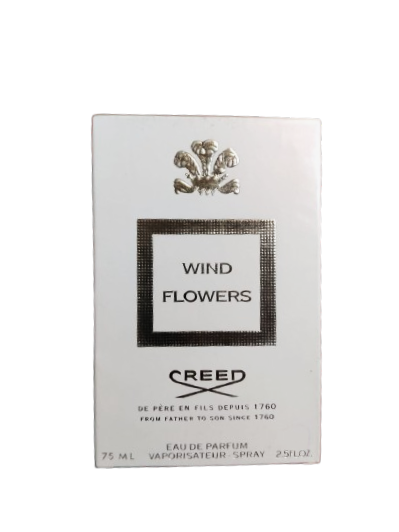 WIND
FLOWERS
CREED
DE PÈRE EN FILS DEPUIS 1760
FROM FATHER TO SON SINCE 1760
EAU DE PARFUM
75 ML VAPORISATEUR SPRAY 2,5 FL.OZ.